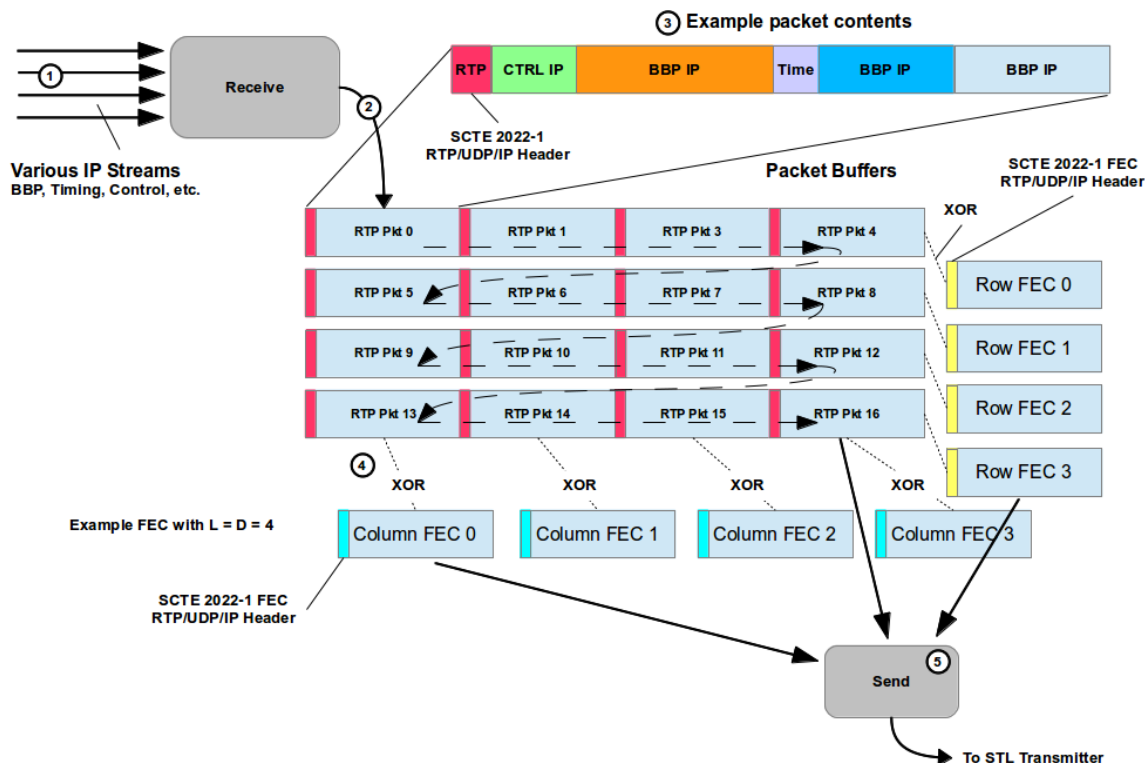 3 Example packet contents
1
Receive
2
RTP CTRL IP BBP IP Time BBP IP BBP IP
SCTE 2022-1
RTP/UDP/IP Header
Various IP Streams
BBP, Timing, Control, etc.
Packet Buffers
SCTE 2022-1 FEC
RTP/UDP/IP Header
XOR
RTP Pkt 0 RTP Pkt 1 RTP Pkt 3 RTP Pkt 4
Row FEC 0
RTP Pkt 5 RTP Pkt 6 RTP Pkt 7 RTP Pkt 8
Row FEC 1
RTP Pkt 9 RTP Pkt 10 RTP Pkt 11 RTP Pkt 12
Row FEC 2
RTP Pkt 13 RTP Pkt 14 RTP Pkt 15 RTP Pkt 16
Row FEC 3
4
XOR XOR XOR XOR
Example FEC with L = D = 4
Column FEC 0 Column FEC 1 Column FEC 2 Column FEC 3
SCTE 2022-1 FEC
RTP/UDP/IP Header
5
Send
To STL Transmitter